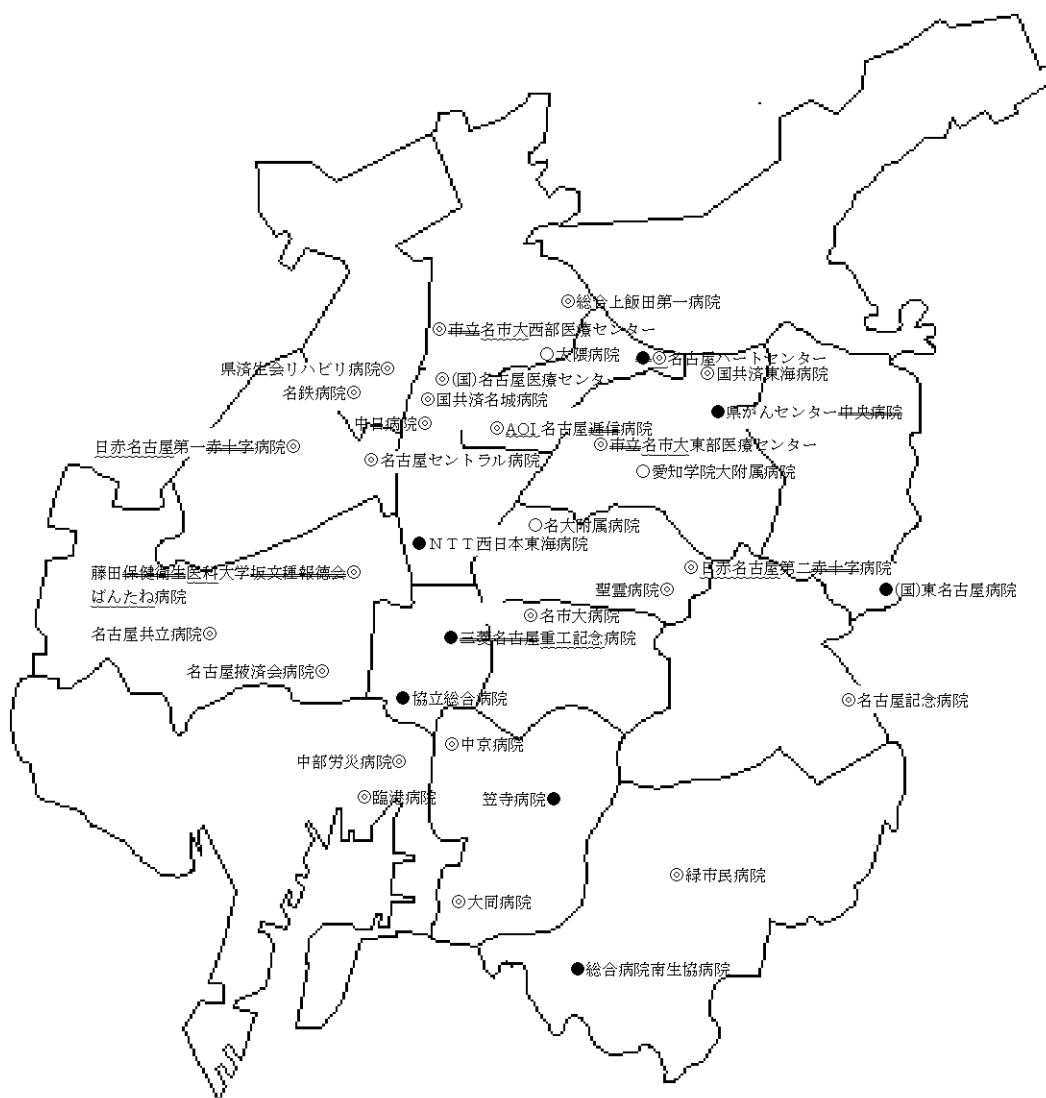 ◎総合上飯田第一病院
◎市立名市大西部医療センター
○大隈病院
●◎名古屋ハートセンター
県済生会リハビリ病院◎
◎(国)名古屋医療センタ
◎国共済東海病院
名鉄病院◎
◎国共済名城病院
●県がんセンター中央病院
中日病院◎
◎AOI名古屋逓信病院
日赤名古屋第一赤十字病院◎
◎市立名市大東部医療センター
◎名古屋セントラル病院
○愛知学院大附属病院
○名大附属病院
●NTT西日本東海病院
藤田保健衛生医科大学坂文種報徳会◎
ばんたね病院
◎日赤名古屋第二赤十字病院
聖霊病院◎
●(国)東名古屋病院
◎名市大病院
名古屋共立病院◎
●三菱名古屋重工記念病院
名古屋掖済会病院◎
●協立総合病院
◎名古屋記念病院
◎中京病院
中部労災病院◎
◎臨港病院
笠寺病院●
◎緑市民病院
◎大同病院
●総合病院南生協病院